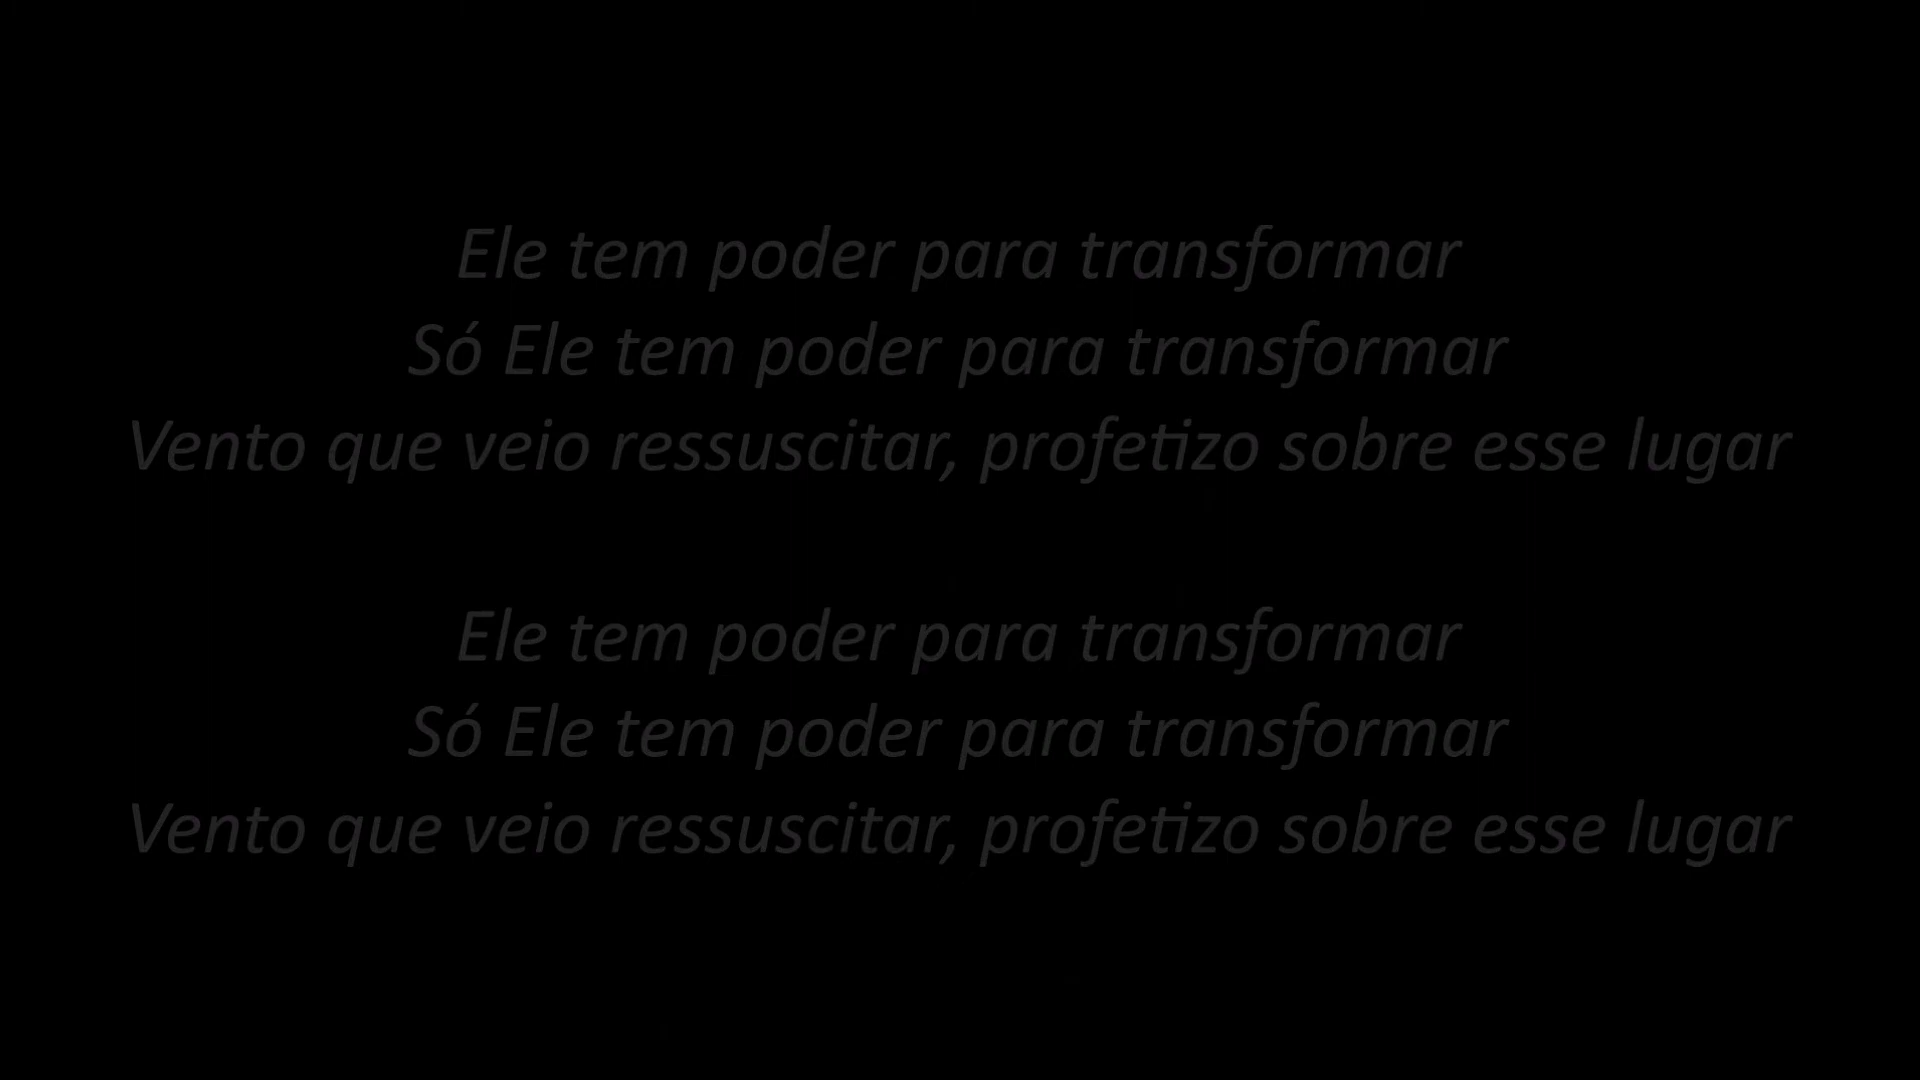 Ele tem poder para transformar
Só Ele tem poder para transformar
Vento que veio ressuscitar, profetizo sobre esse lugar
Ele tem poder para transformar
Só Ele tem poder para transformar
Vento que veio ressuscitar, profetizo sobre esse lugar